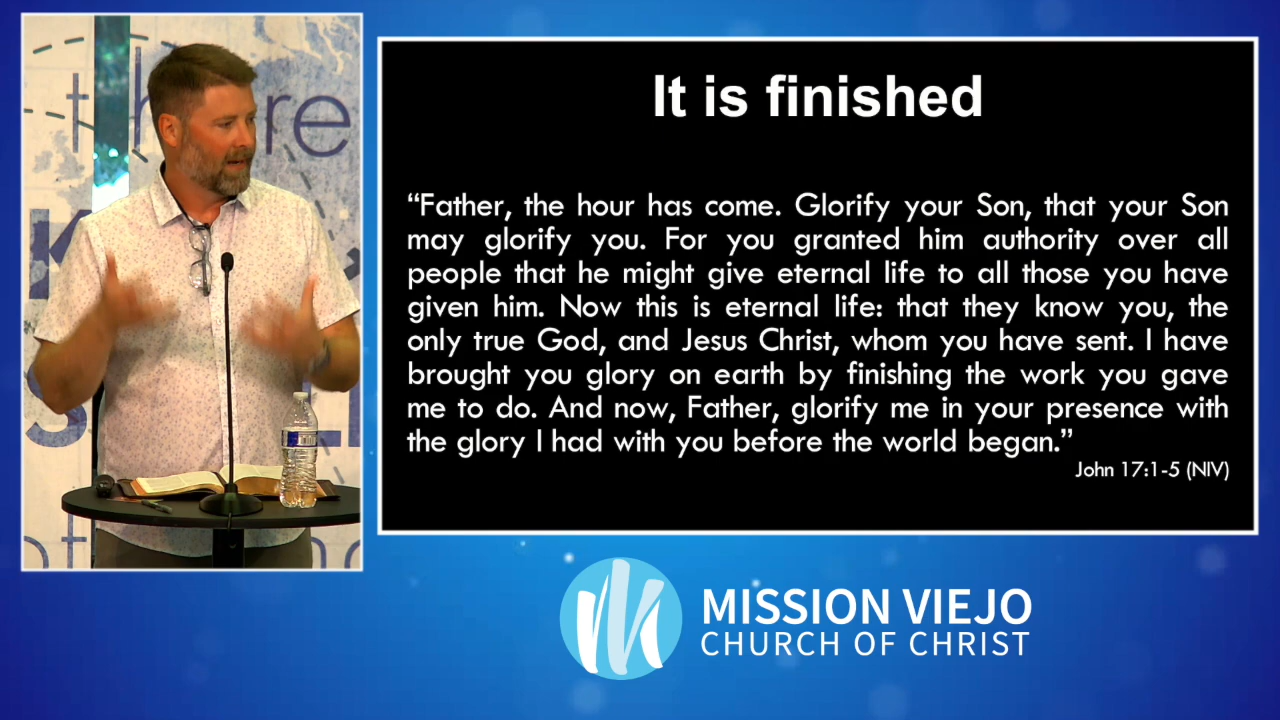 there
It is finished
“Father, the hour has come. Glorify your Son, that your Son
may glorify you. For you granted him authority over all
people that he might give eternal life to all those you have
given him. Now this is eternal life: that they know you, the
only true God, and Jesus Christ, whom you have sent. I have
brought you glory on earth by finishing the work you gave
me to do. And now, Father, glorify me in your presence with
the glory I had with you before the world began.”
John 17:1-5 (NIV)
MISSION VIEJO
CHURCH OF CHRIST